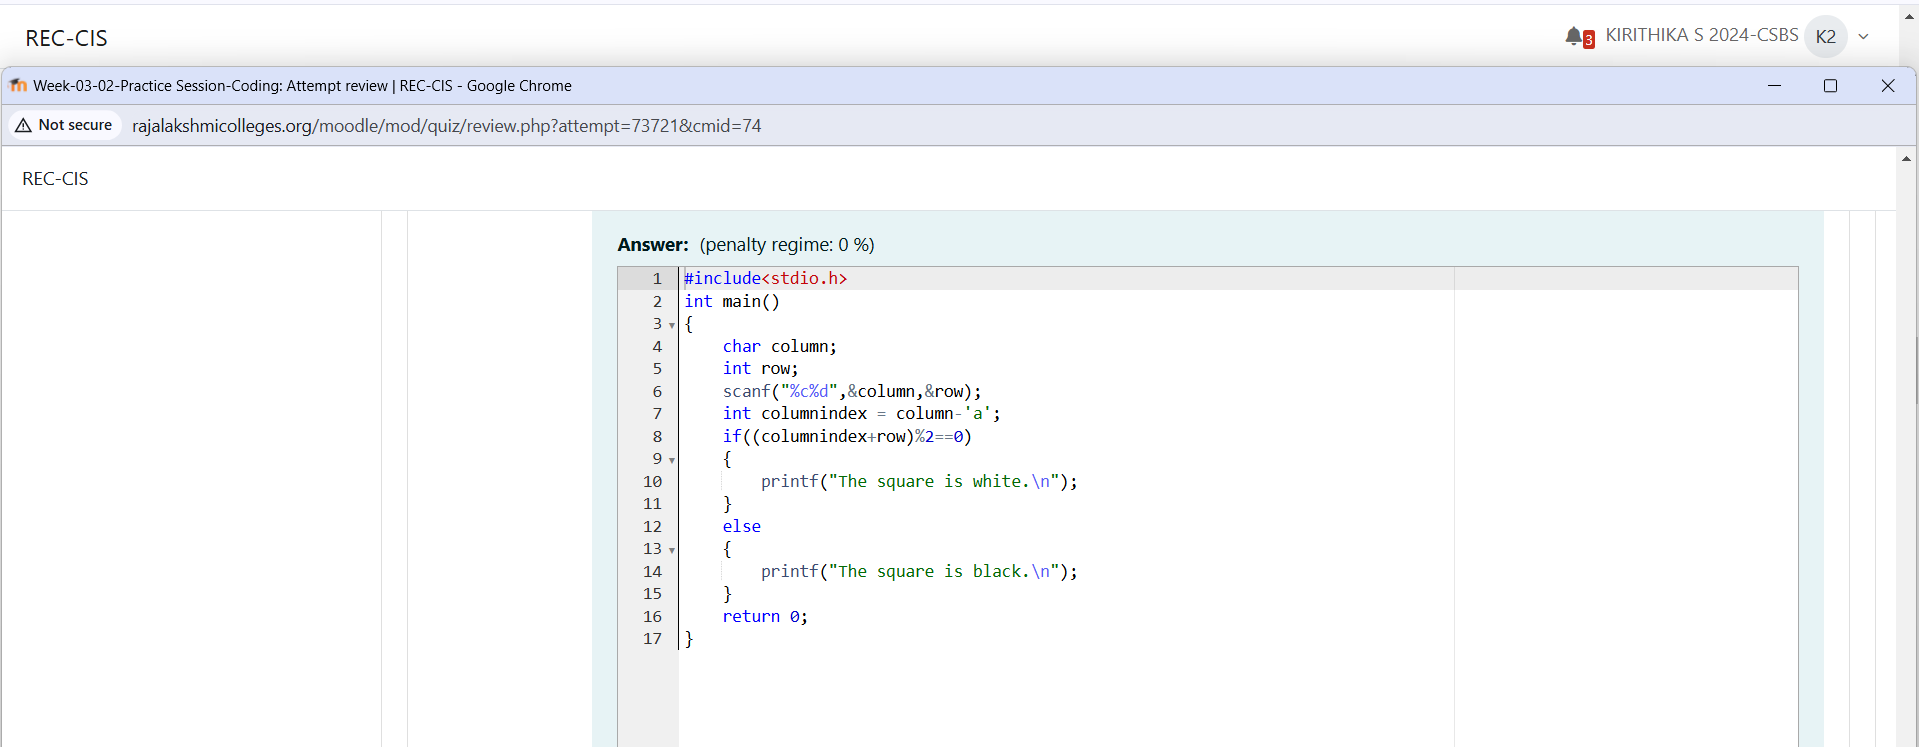 REC-CIS
3 KIRITHIKA S 2024-CSBS K2
Week-03-02-Practice Session-Coding: Attempt review | REC-CIS - Google Chrome
Not secure rajalakshmicolleges.org/moodle/mod/quiz/review.php?attempt=73721&cmid=74
REC-CIS
Answer: (penalty regime: 0 %)
1 #include<stdio.h>
2 int main()
3 {
4     char column;
5     int row;
6     scanf("%c%d",&column,&row);
7     int columnindex = column-'a';
8     if((columnindex+row)%2==0)
9     {
10         printf("The square is white.\n");
11     }
12     else
13     {
14         printf("The square is black.\n");
15     }
16     return 0;
17 }